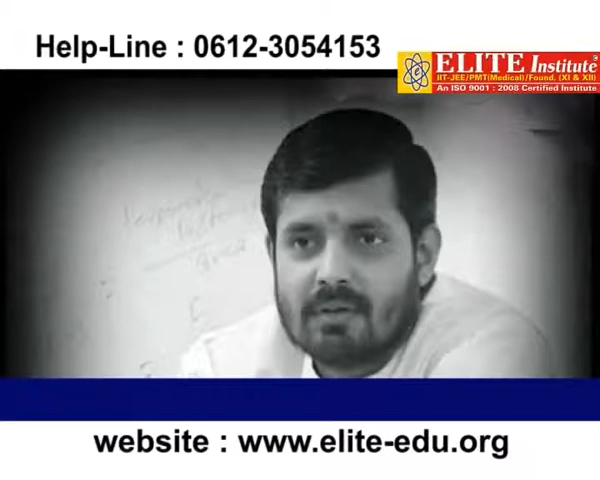 Help-Line : 0612-3054153
ELITE Institute
IIT-JEE/PMT(Medical)/Found. (XI & XII)
An ISO 9001 : 2008 Certified Institute
website : www.elite-edu.org